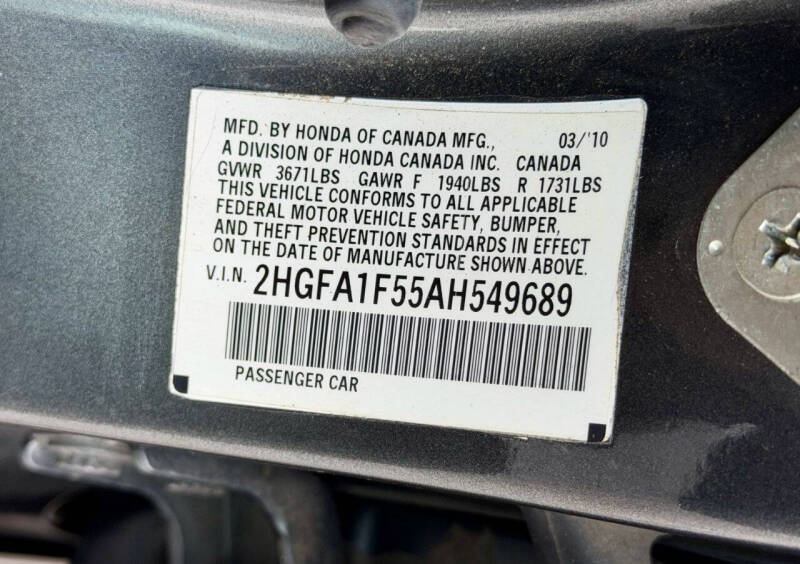 MFD. BY HONDA OF CANADA MFG., 03/'10
A DIVISION OF HONDA CANADA INC. CANADA
GVWR 3671LBS GAWR F 1940LBS R 1731LBS
THIS VEHICLE CONFORMS TO ALL APPLICABLE
FEDERAL MOTOR VEHICLE SAFETY, BUMPER,
AND THEFT PREVENTION STANDARDS IN EFFECT
ON THE DATE OF MANUFACTURE SHOWN ABOVE.
V.I.N. 2HGFA1F55AH549689
PASSENGER CAR